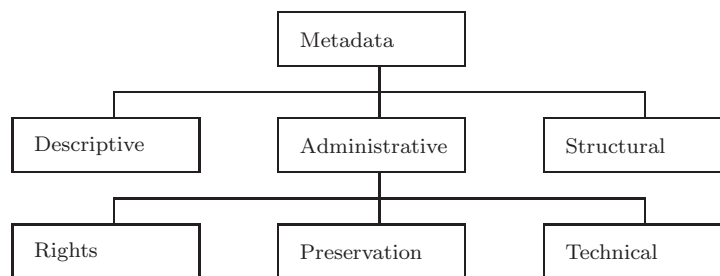 Metadata
Descriptive
Administrative
Structural
Rights
Preservation
Technical